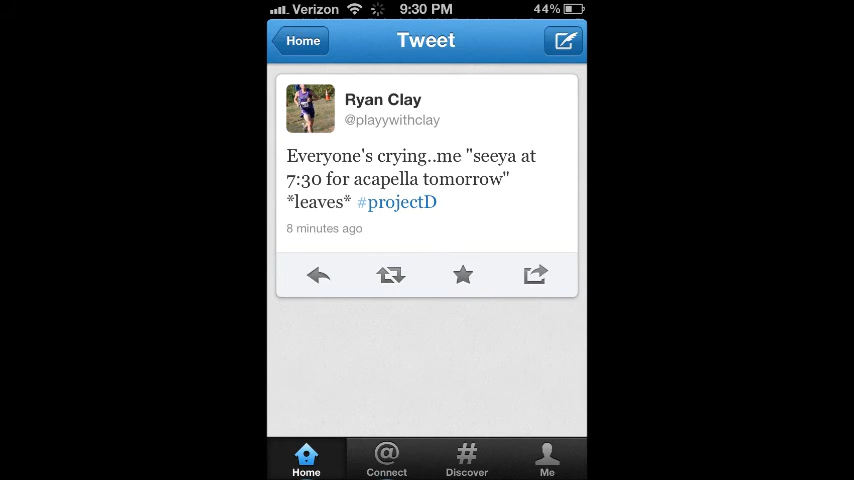 Verizon 9:30 PM 44%
Home Tweet
Ryan Clay
@playywithclay
Everyone's crying..me "seeya at
7:30 for acapella tomorrow"
*leaves* #projectD
8 minutes ago
Home @ Connect # Discover Me